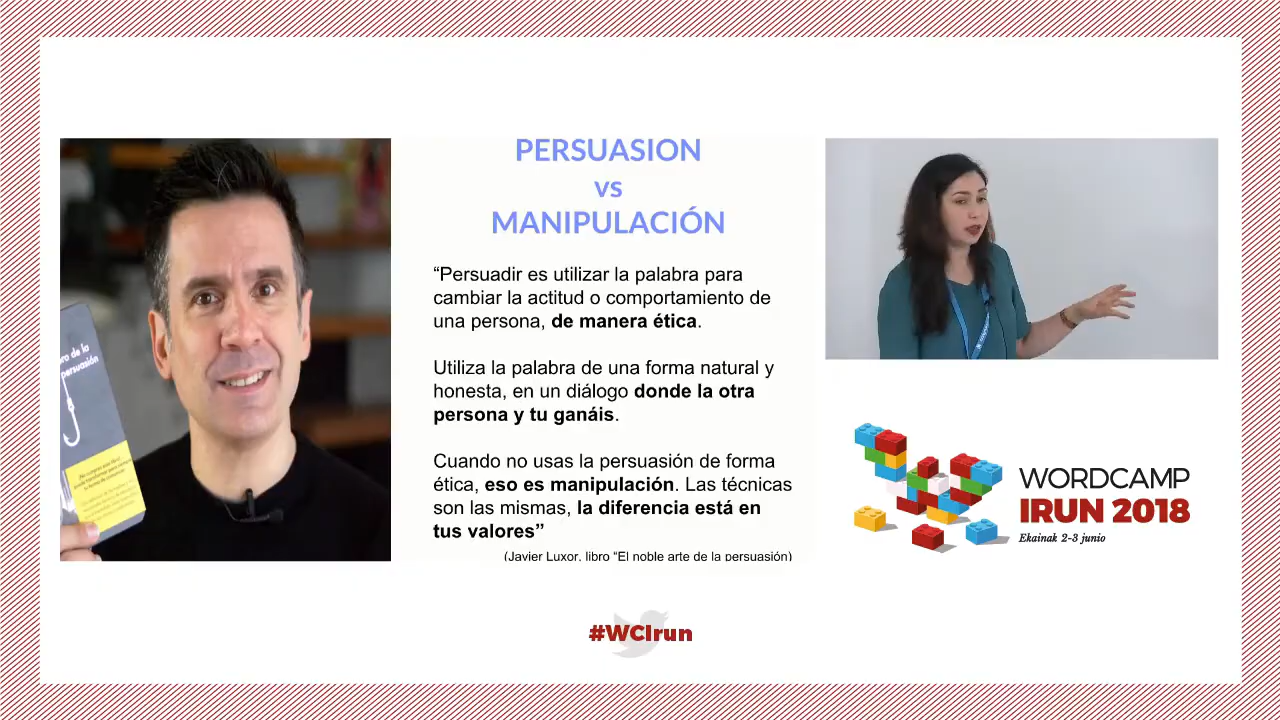 PERSUASION
vs
MANIPULACIÓN
“Persuadir es utilizar la palabra para
cambiar la actitud o comportamiento de
una persona, de manera ética.
Utiliza la palabra de una forma natural y
honesta, en un diálogo donde la otra
persona y tu ganáis.
Cuando no usas la persuasión de forma
ética, eso es manipulación. Las técnicas
son las mismas, la diferencia está en
tus valores”
(Javier Luxor, libro “El noble arte de la persuasión)
de la
persuasión
WORDCAMP
IRUN 2018
Ekainak 2-3 junio
#WCIrun